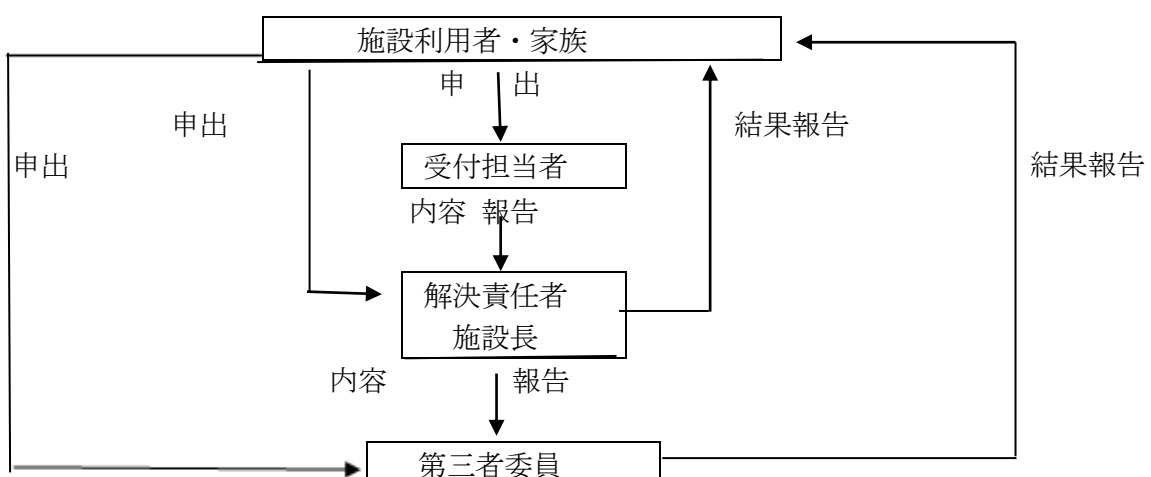 施設利用者・家族
申 出
申出
結果報告
申出
受付担当者
結果報告
内容 報告
解決責任者
施設長
内容 報告
第三者委員